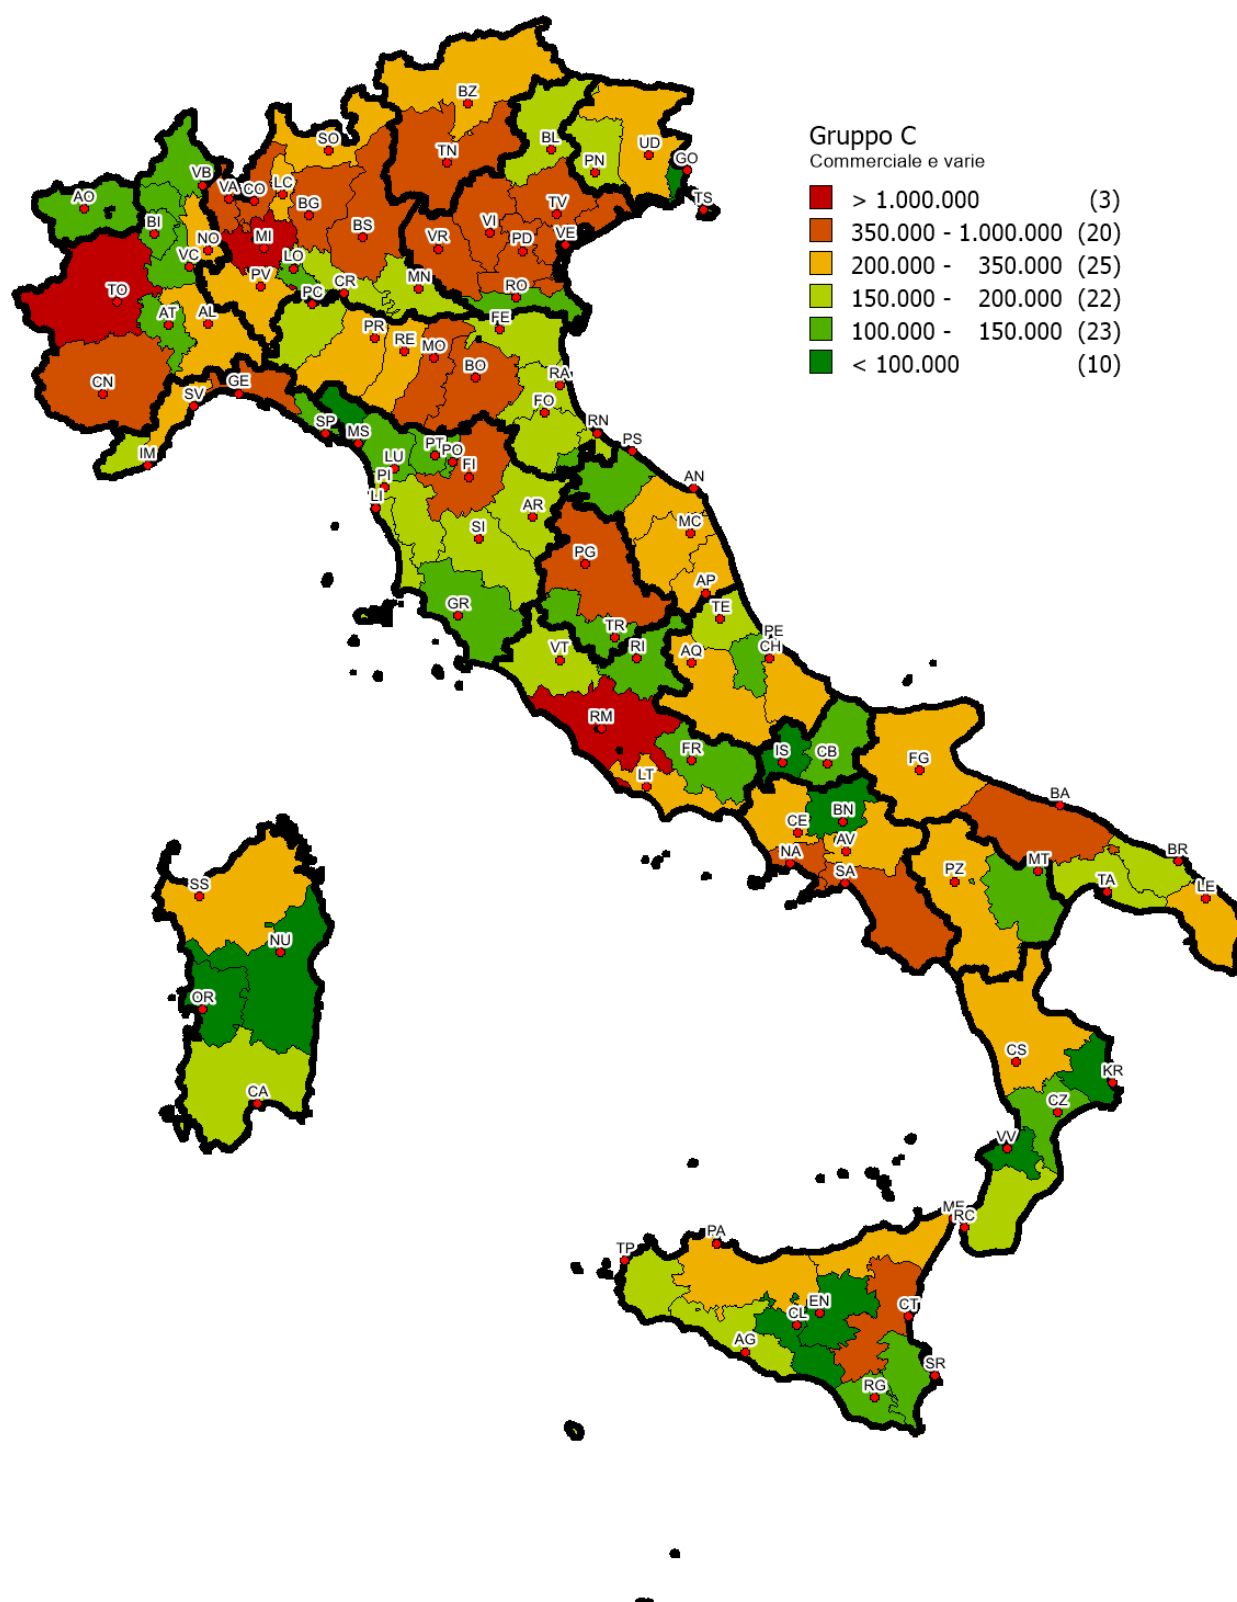 Gruppo C
Commerciale e varie
> 1.000.000 (3)
350.000 - 1.000.000 (20)
200.000 - 350.000 (25)
150.000 - 200.000 (22)
100.000 - 150.000 (23)
< 100.000 (10)
BZ
SO
TN
BL
UD
PN
GO
TS
VB
VA
CO
LC
BG
AO
BI
NO
MI
BS
VR
VI
TV
PD
VE
VC
LO
PV
CR
MN
RO
TO
PC
AT
AL
FE
PR
RE
MO
BO
RA
CN
GE
SV
FO
SP
MS
RN
PS
IM
LU
PT
PO
FI
PI
LI
AN
AR
SI
MC
PG
AP
GR
TE
TR
PE
CH
VT
RI
AQ
RM
FR
IS
CB
FG
LT
BA
BN
CE
AV
NA
SA
PZ
MT
BR
TA
LE
SS
NU
OR
CA
CS
KR
CZ
VV
ME
RC
PA
TP
EN
CL
CT
AG
SR
RG